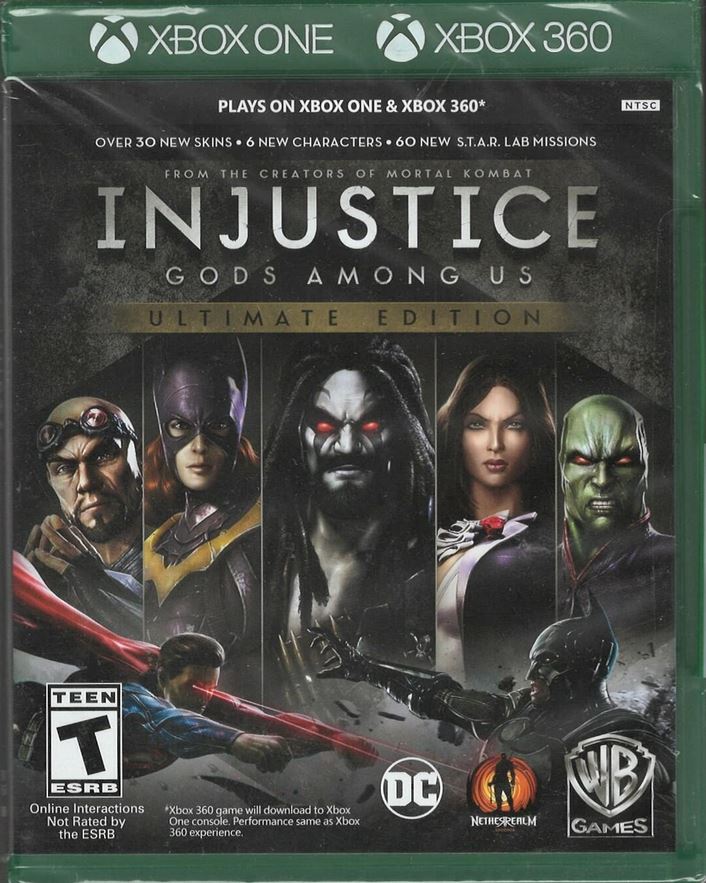 XBOX ONE XBOX 360
PLAYS ON XBOX ONE & XBOX 360*
NTSC
OVER 30 NEW SKINS • 6 NEW CHARACTERS • 60 NEW S.T.A.R. LAB MISSIONS
FROM THE CREATORS OF MORTAL KOMBAT
INJUSTICE
GODS AMONG US
ULTIMATE EDITION
TEEN
T
ESRB
Online Interactions
Not Rated by
the ESRB
*Xbox 360 game will download to Xbox
One console. Performance same as Xbox
360 experience.
DC
NETHERREALM
WB
GAMES